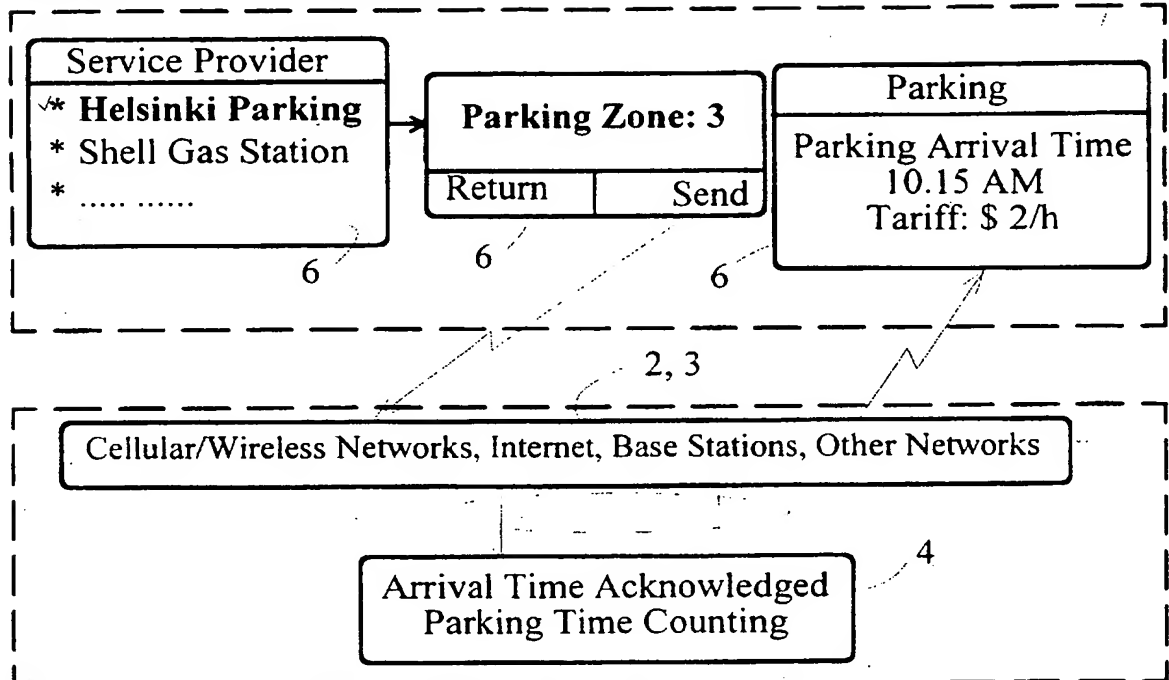 Service Provider
* Helsinki Parking
* Shell Gas Station
* ..... ......
6
Parking Zone: 3
Return
Send
6
Parking
Parking Arrival Time
10.15 AM
Tariff: $ 2/h
6
2, 3
Cellular/Wireless Networks, Internet, Base Stations, Other Networks
Arrival Time Acknowledged
Parking Time Counting
4